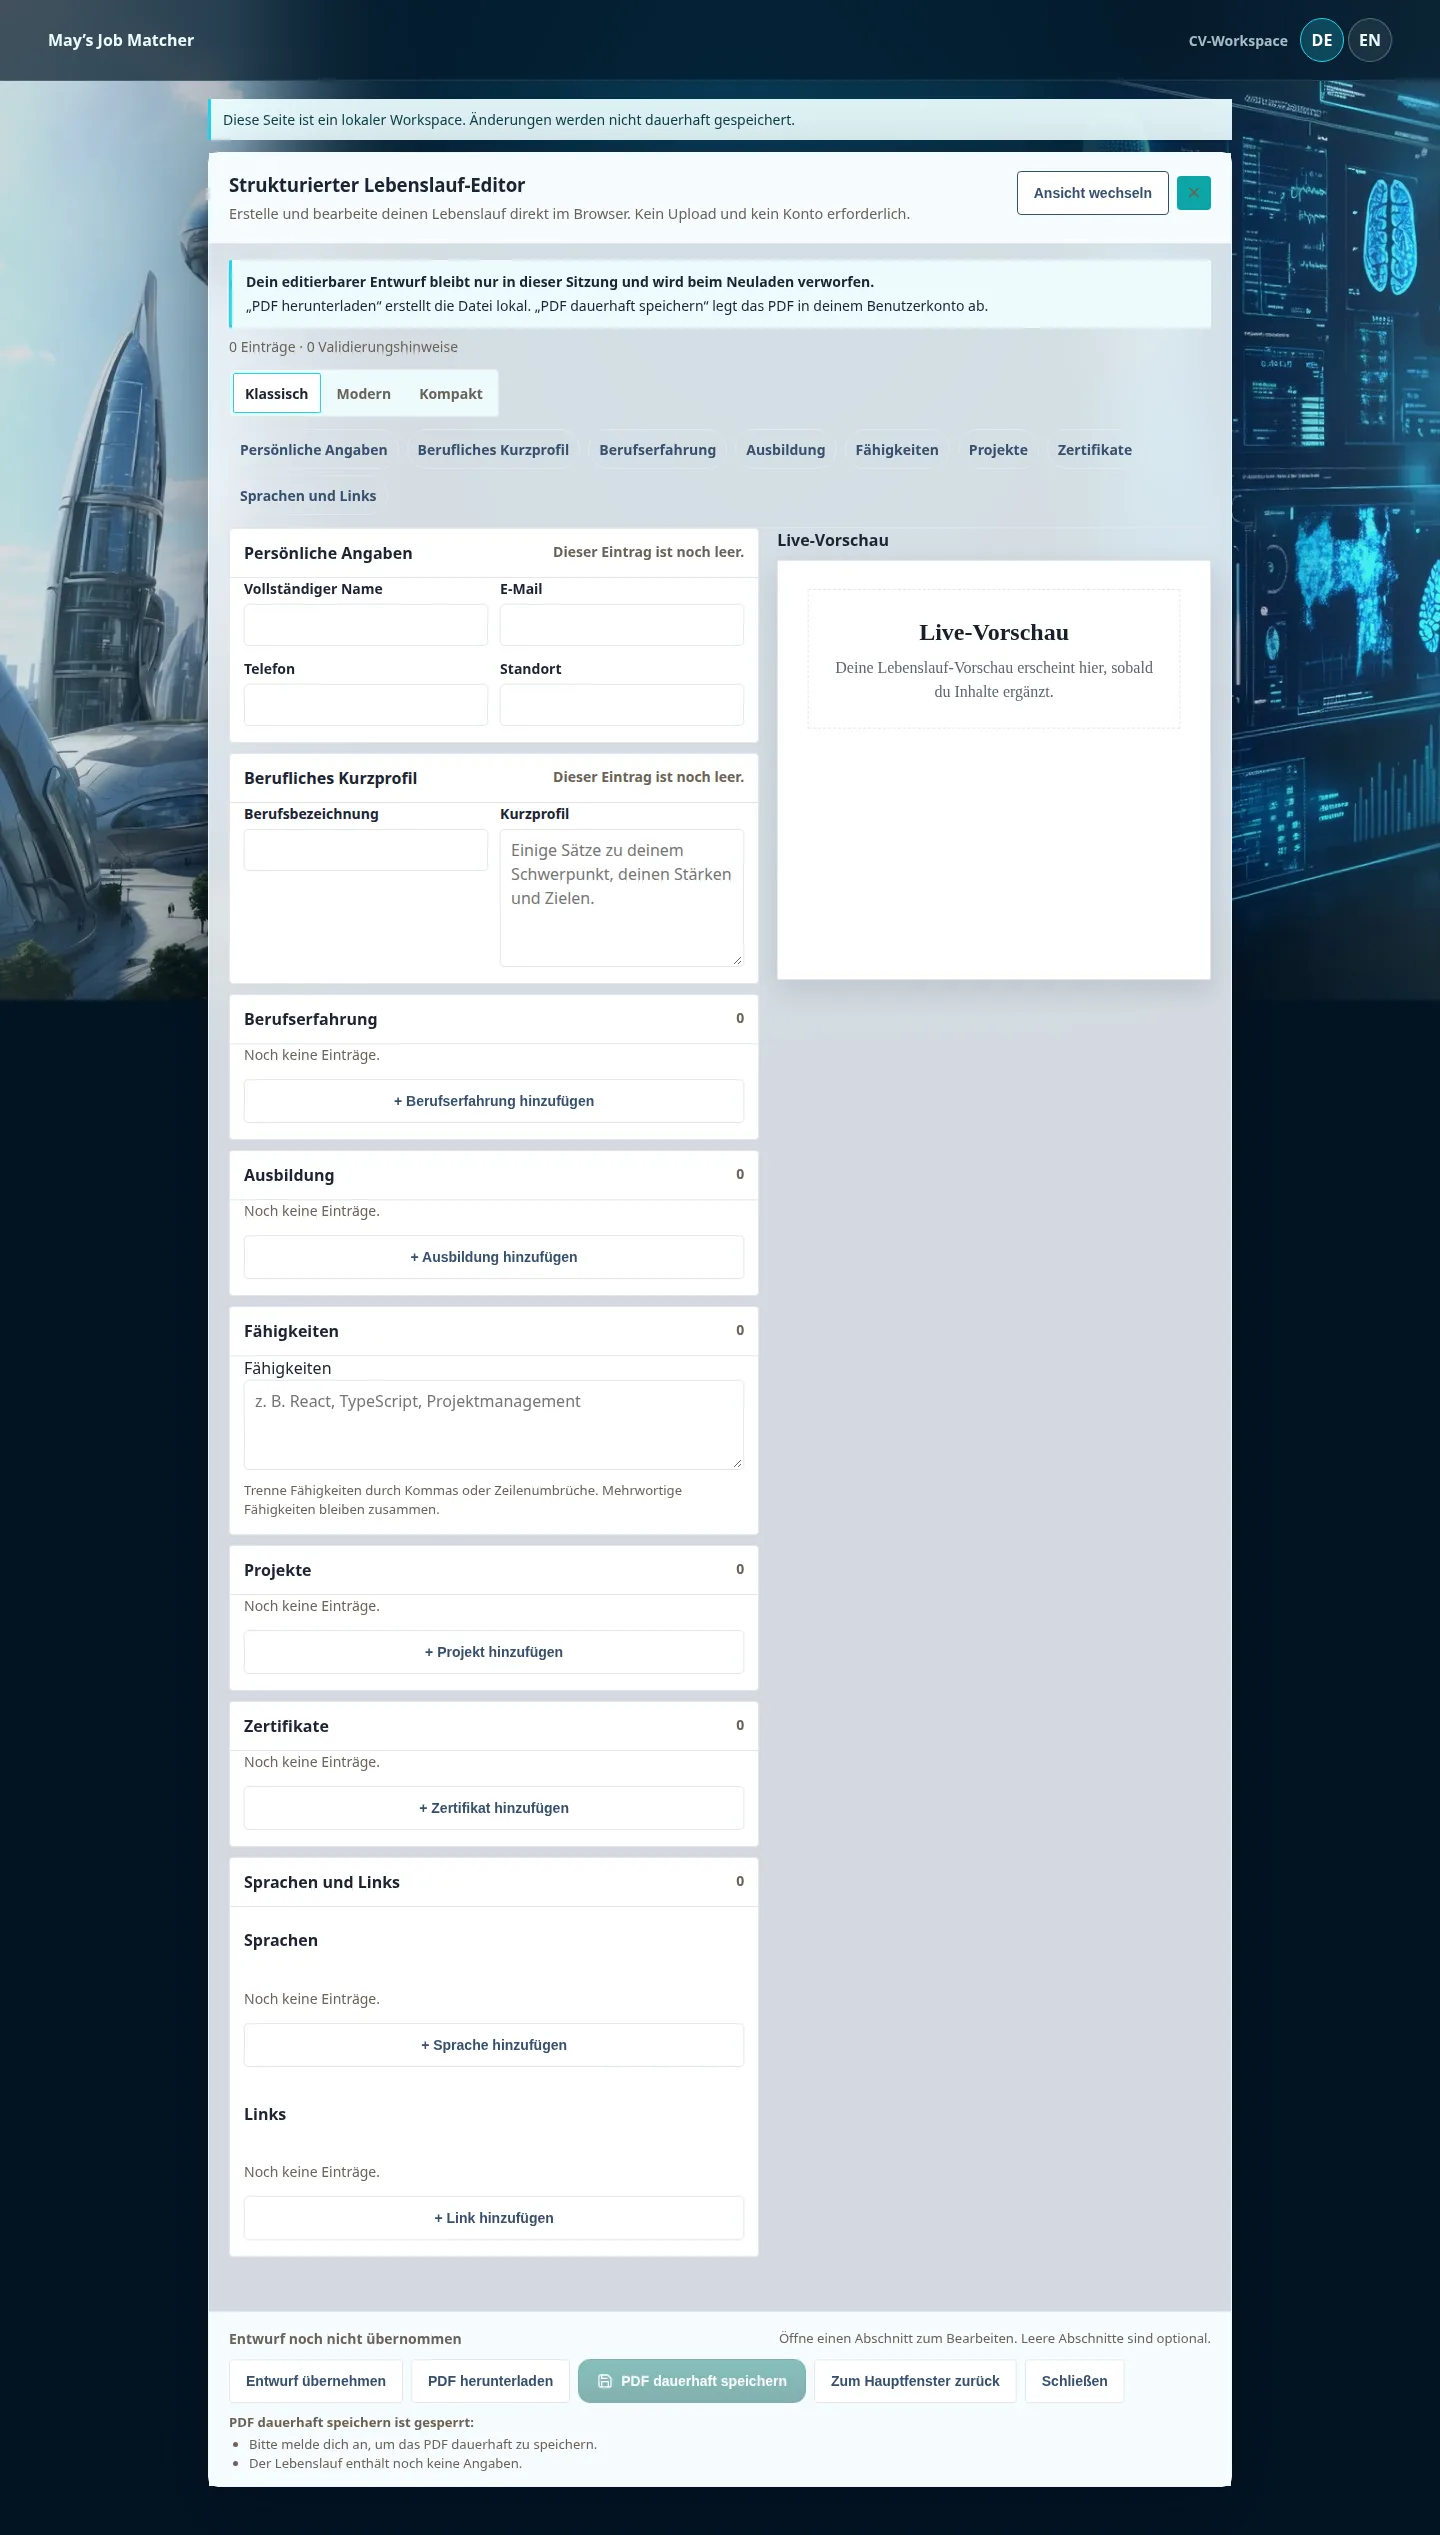 May’s Job Matcher
CV-Workspace DE EN
Diese Seite ist ein lokaler Workspace. Änderungen werden nicht dauerhaft gespeichert.
Strukturierter Lebenslauf-Editor
Erstelle und bearbeite deinen Lebenslauf direkt im Browser. Kein Upload und kein Konto erforderlich.
Ansicht wechseln ×
Dein editierbarer Entwurf bleibt nur in dieser Sitzung und wird beim Neuladen verworfen.
„PDF herunterladen“ erstellt die Datei lokal. „PDF dauerhaft speichern“ legt das PDF in deinem Benutzerkonto ab.
0 Einträge · 0 Validierungshinweise
Klassisch Modern Kompakt
Persönliche Angaben Berufliches Kurzprofil Berufserfahrung Ausbildung Fähigkeiten Projekte Zertifikate
Sprachen und Links
Persönliche Angaben Dieser Eintrag ist noch leer.
Vollständiger Name E-Mail
Telefon Standort
Berufliches Kurzprofil Dieser Eintrag ist noch leer.
Berufsbezeichnung Kurzprofil
Einige Sätze zu deinem
Schwerpunkt, deinen Stärken
und Zielen.
Berufserfahrung 0
Noch keine Einträge.
+ Berufserfahrung hinzufügen
Ausbildung 0
Noch keine Einträge.
+ Ausbildung hinzufügen
Fähigkeiten 0
Fähigkeiten
z. B. React, TypeScript, Projektmanagement
Trenne Fähigkeiten durch Kommas oder Zeilenumbrüche. Mehrwortige
Fähigkeiten bleiben zusammen.
Projekte 0
Noch keine Einträge.
+ Projekt hinzufügen
Zertifikate 0
Noch keine Einträge.
+ Zertifikat hinzufügen
Sprachen und Links 0
Sprachen
Noch keine Einträge.
+ Sprache hinzufügen
Links
Noch keine Einträge.
+ Link hinzufügen
Live-Vorschau
Live-Vorschau
Deine Lebenslauf-Vorschau erscheint hier, sobald
du Inhalte ergänzt.
Entwurf noch nicht übernommen
Öffne einen Abschnitt zum Bearbeiten. Leere Abschnitte sind optional.
Entwurf übernehmen PDF herunterladen PDF dauerhaft speichern Zum Hauptfenster zurück Schließen
PDF dauerhaft speichern ist gesperrt:
• Bitte melde dich an, um das PDF dauerhaft zu speichern.
• Der Lebenslauf enthält noch keine Angaben.